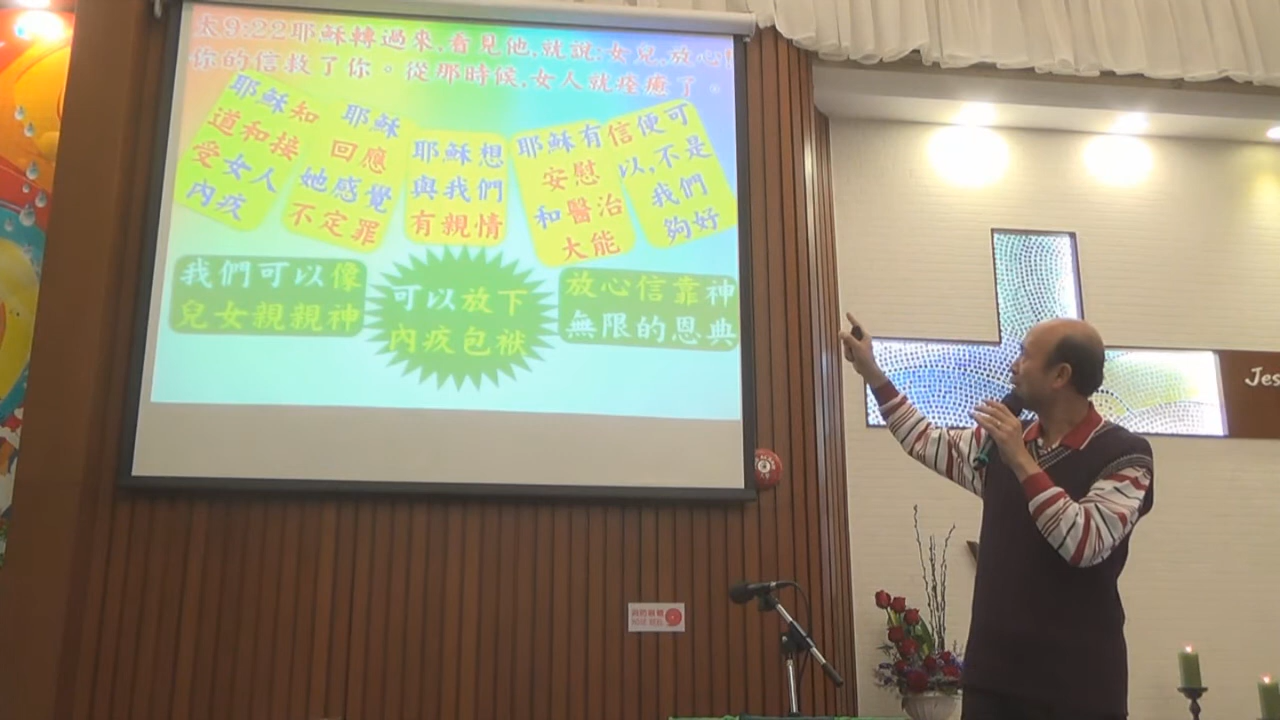 太9:22耶穌轉過來,看見他,就說:女兒,放心!
你的信救了你。從那時候,女人就痊癒了。
耶穌知
道和接
受女人
內疚
耶穌
回應
她感覺
不定罪
耶穌想
與我們
有親情
耶穌有
安慰
和醫治
大能
信便可
以,不是
我們
夠好
我們可以像
兒女親親神
可以放下
內疚包袱
放心信靠神
無限的恩典
Jes